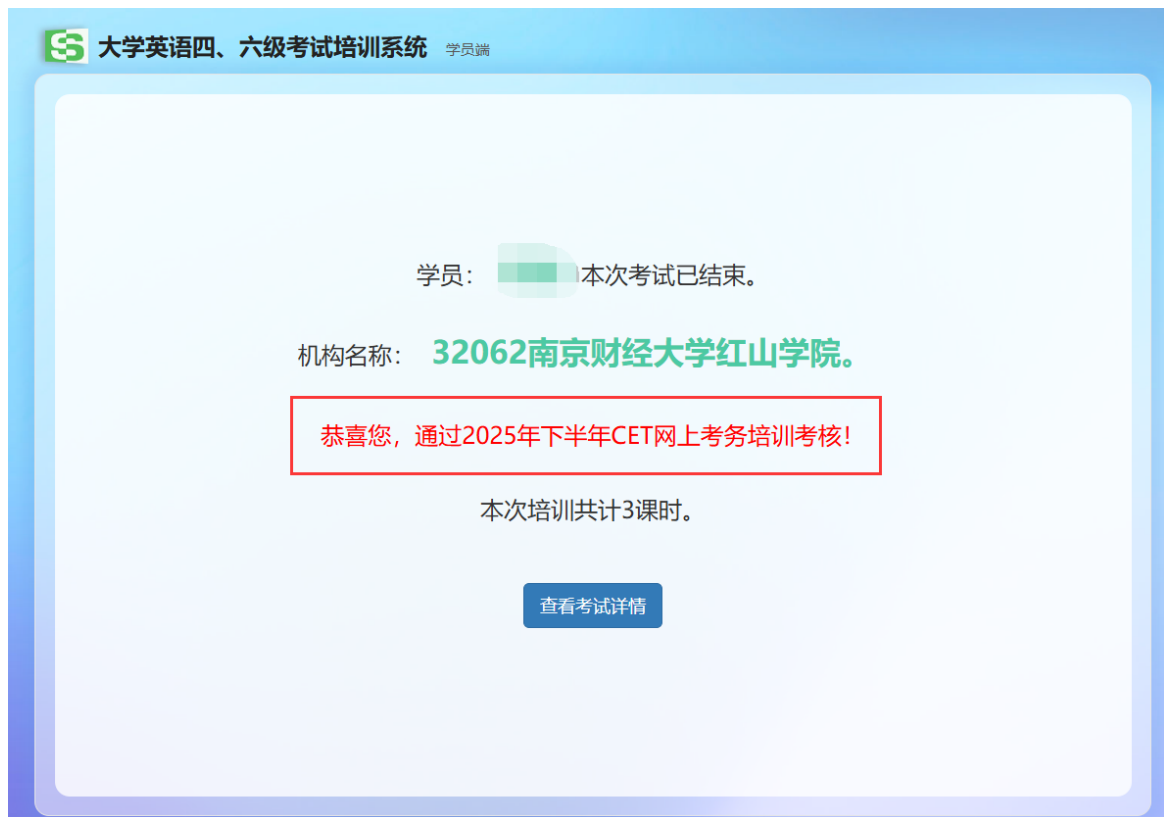 大学英语四、六级考试培训系统 学员端
学员： 本次考试已结束。
机构名称： 32062南京财经大学红山学院。
恭喜您，通过2025年下半年CET网上考务培训考核！
本次培训共计3课时。
查看考试详情